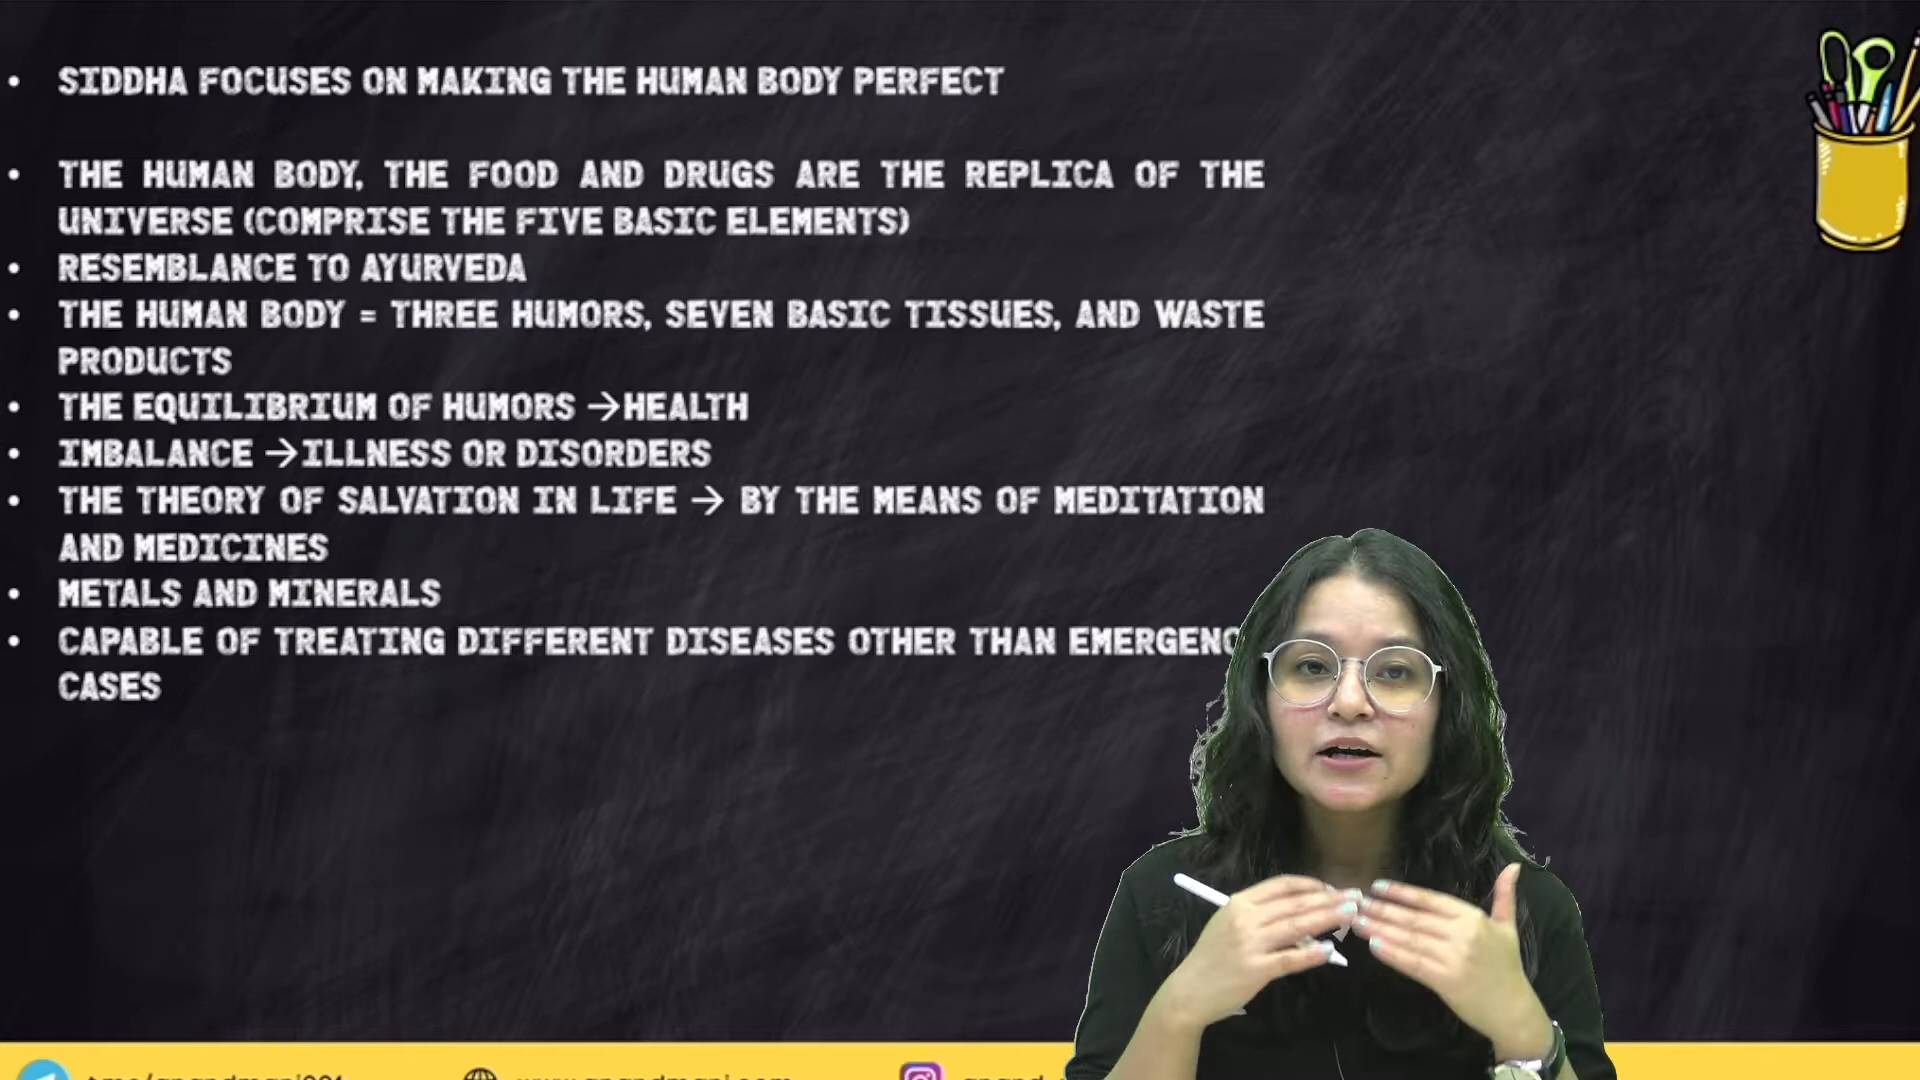 • SIDDHA FOCUSES ON MAKING THE HUMAN BODY PERFECT
• THE HUMAN BODY, THE FOOD AND DRUGS ARE THE REPLICA OF THE
UNIVERSE (COMPRISE THE FIVE BASIC ELEMENTS)
• RESEMBLANCE TO AYURVEDA
• THE HUMAN BODY = THREE HUMORS, SEVEN BASIC TISSUES, AND WASTE
PRODUCTS
• THE EQUILIBRIUM OF HUMORS →HEALTH
• IMBALANCE →ILLNESS OR DISORDERS
• THE THEORY OF SALVATION IN LIFE → BY THE MEANS OF MEDITATION
AND MEDICINES
• METALS AND MINERALS
• CAPABLE OF TREATING DIFFERENT DISEASES OTHER THAN EMERGENC
CASES